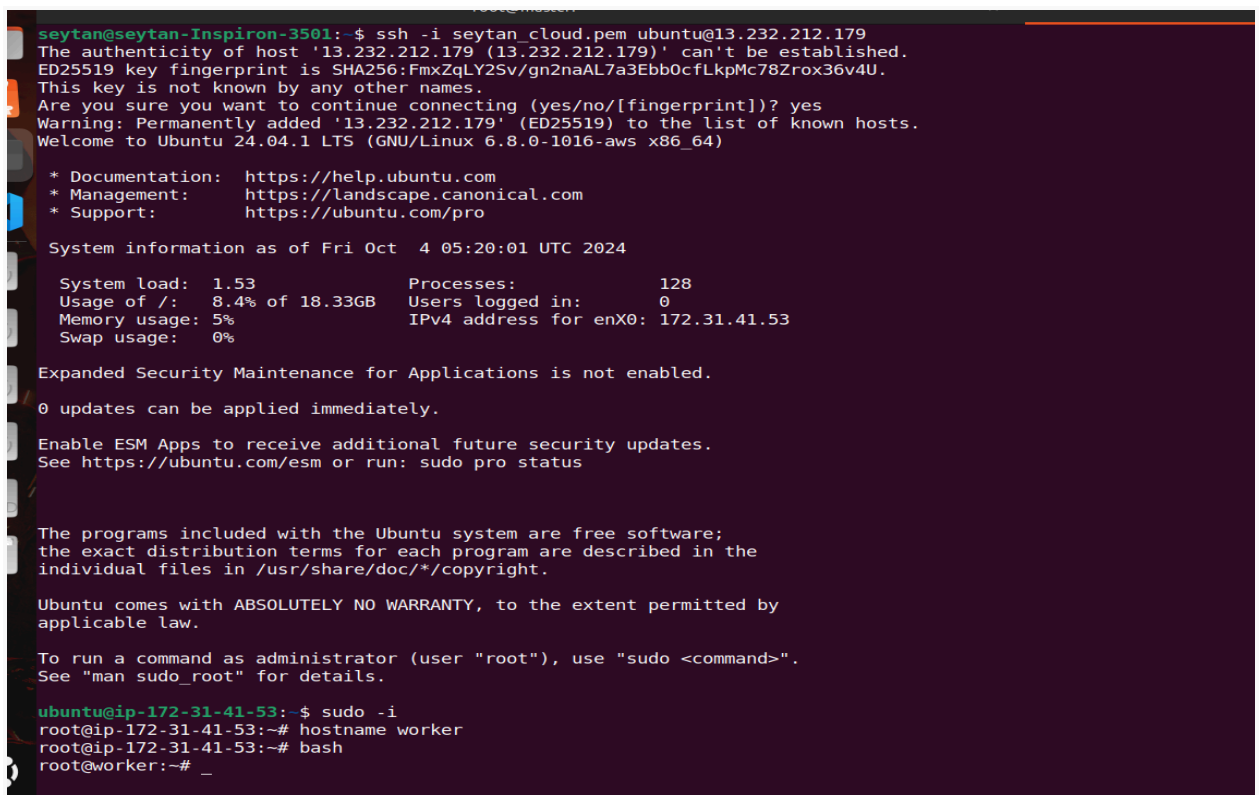 seytan@seytan-Inspiron-3501:~$ ssh -i seytan_cloud.pem ubuntu@13.232.212.179
The authenticity of host '13.232.212.179 (13.232.212.179)' can't be established.
ED25519 key fingerprint is SHA256:FmxZqLY2Sv/gn2naAL7a3EbbOcfLkpMc78Zrox36v4U.
This key is not known by any other names.
Are you sure you want to continue connecting (yes/no/[fingerprint])? yes
Warning: Permanently added '13.232.212.179' (ED25519) to the list of known hosts.
Welcome to Ubuntu 24.04.1 LTS (GNU/Linux 6.8.0-1016-aws x86_64)
* Documentation: https://help.ubuntu.com
* Management: https://landscape.canonical.com
* Support: https://ubuntu.com/pro
System information as of Fri Oct 4 05:20:01 UTC 2024
System load: 1.53 Processes: 128
Usage of /: 8.4% of 18.33GB Users logged in: 0
Memory usage: 5% IPv4 address for enX0: 172.31.41.53
Swap usage: 0%
Expanded Security Maintenance for Applications is not enabled.
0 updates can be applied immediately.
Enable ESM Apps to receive additional future security updates.
See https://ubuntu.com/esm or run: sudo pro status
The programs included with the Ubuntu system are free software;
the exact distribution terms for each program are described in the
individual files in /usr/share/doc/*/copyright.
Ubuntu comes with ABSOLUTELY NO WARRANTY, to the extent permitted by
applicable law.
To run a command as administrator (user "root"), use "sudo <command>".
See "man sudo_root" for details.
ubuntu@ip-172-31-41-53:~$ sudo -i
root@ip-172-31-41-53:~# hostname worker
root@ip-172-31-41-53:~# bash
root@worker:~# _